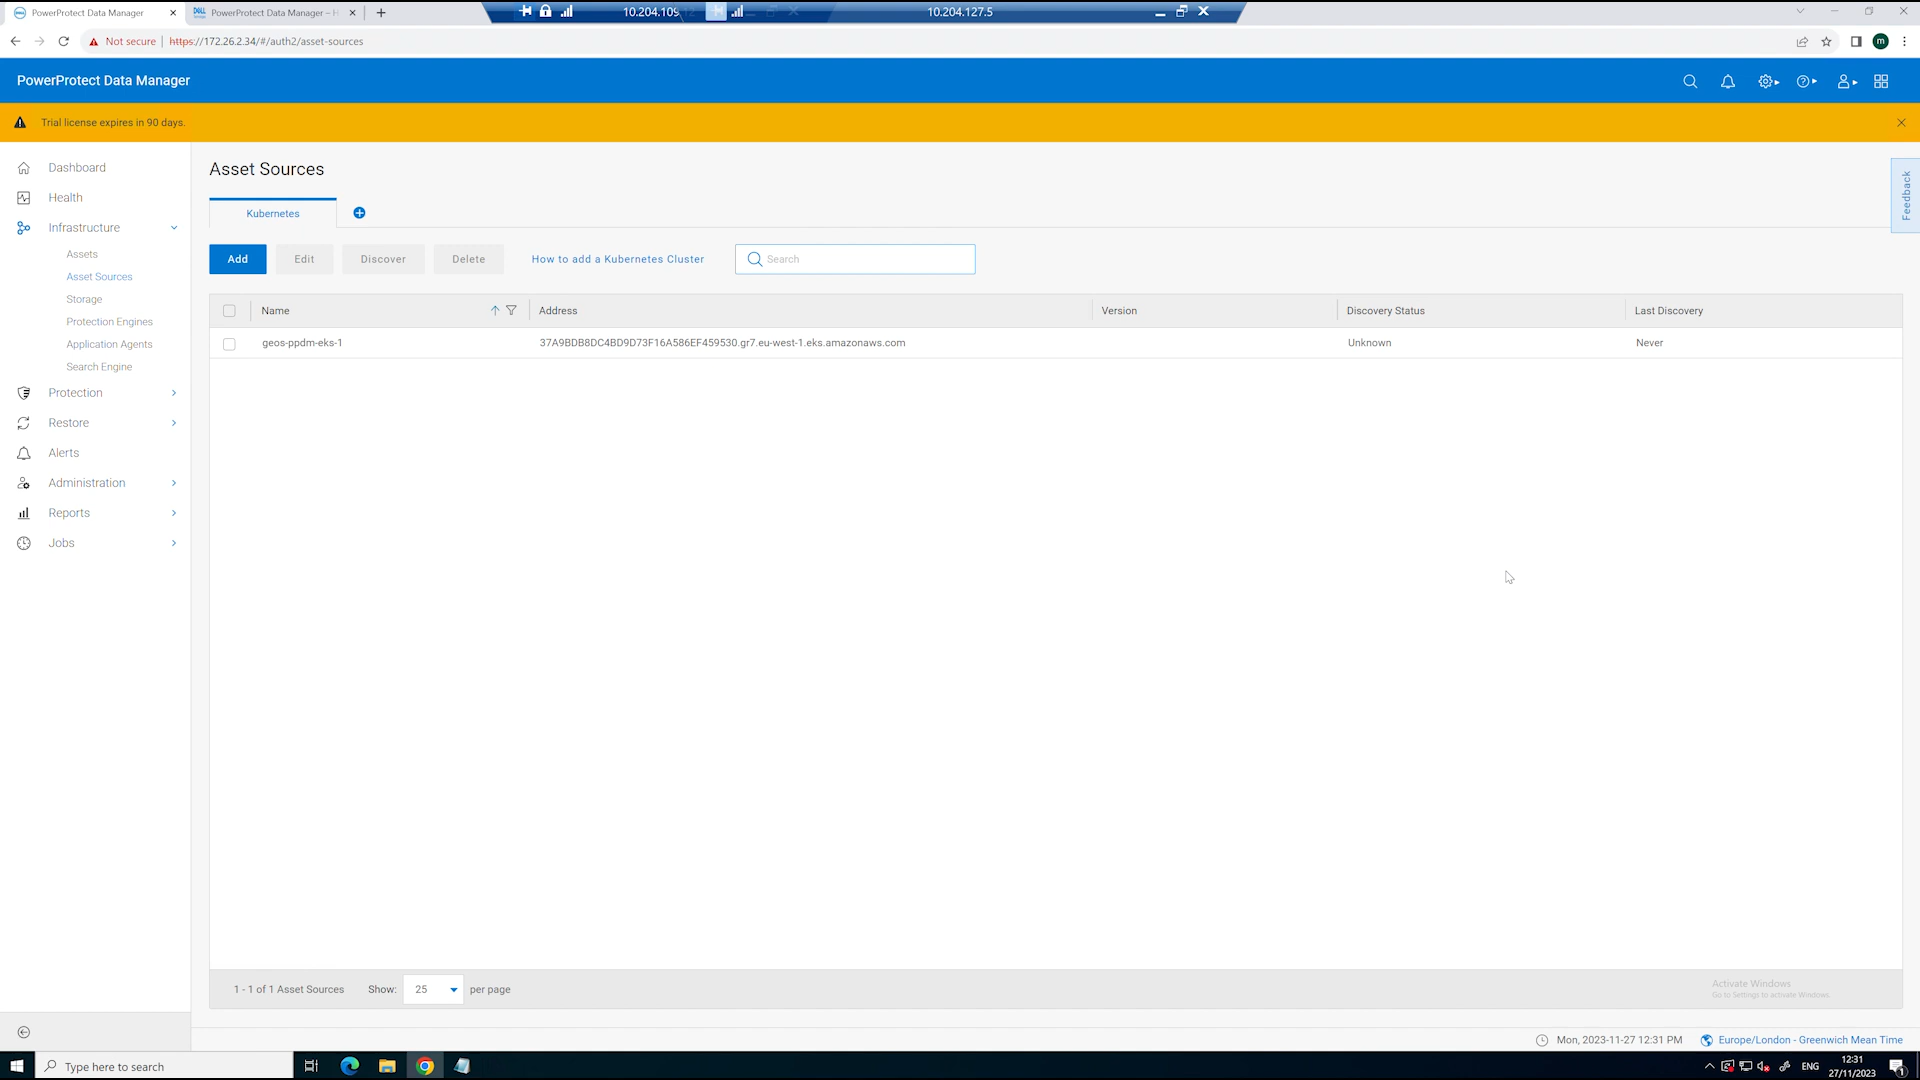 PowerProtect Data Manager
PowerProtect Data Manager – H
10.204.109
10.204.127.5
Not secure
https://172.26.2.34/#/auth2/asset-sources
m
PowerProtect Data Manager
Trial license expires in 90 days.
Dashboard
Health
Infrastructure
Assets
Asset Sources
Storage
Protection Engines
Application Agents
Search Engine
Protection
Restore
Alerts
Administration
Reports
Jobs
Asset Sources
Kubernetes
Add Edit Discover Delete How to add a Kubernetes Cluster Search
Name Address Version Discovery Status Last Discovery
geos-ppdm-eks-1 37A9BDB8DC4BD9D73F16A586EF459530.gr7.eu-west-1.eks.amazonaws.com Unknown Never
1 - 1 of 1 Asset Sources Show: 25 per page
Feedback
Activate Windows
Go to Settings to activate Windows.
Mon, 2023-11-27 12:31 PM Europe/London - Greenwich Mean Time
Type here to search
ENG
12:31
27/11/2023
1